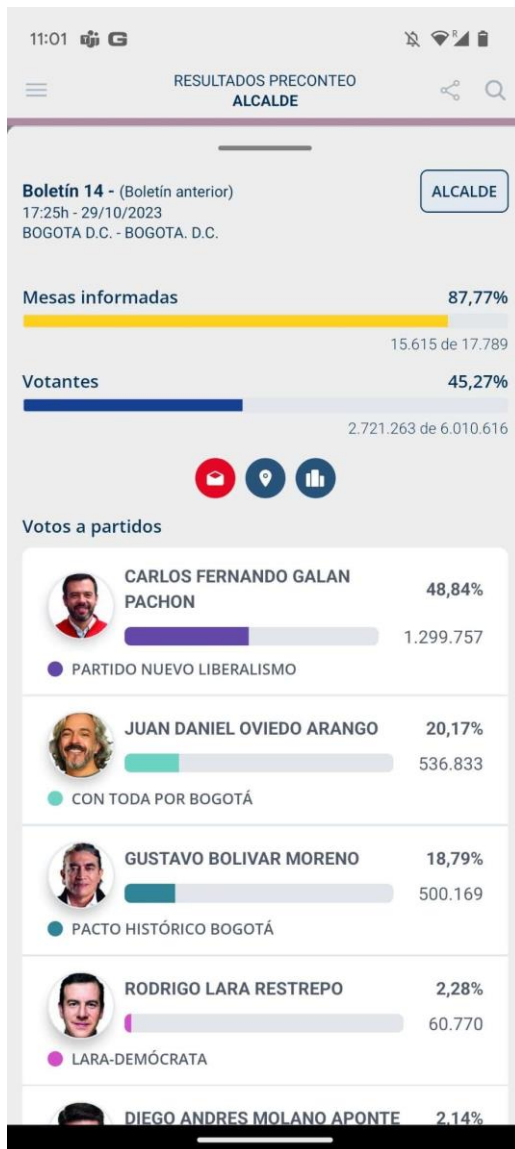 11:01
G
R
RESULTADOS PRECONTEO
ALCALDE
Boletín 14 - (Boletín anterior)
ALCALDE
17:25h - 29/10/2023
BOGOTA D.C. - BOGOTA. D.C.
Mesas informadas 87,77%
15.615 de 17.789
Votantes 45,27%
2.721.263 de 6.010.616
Votos a partidos
CARLOS FERNANDO GALAN
PACHON
48,84%
1.299.757
PARTIDO NUEVO LIBERALISMO
JUAN DANIEL OVIEDO ARANGO 20,17%
536.833
CON TODA POR BOGOTÁ
GUSTAVO BOLIVAR MORENO 18,79%
500.169
PACTO HISTÓRICO BOGOTÁ
RODRIGO LARA RESTREPO 2,28%
60.770
LARA-DEMÓCRATA
DIEGO ANDRES MOLANO APONTE 2,14%